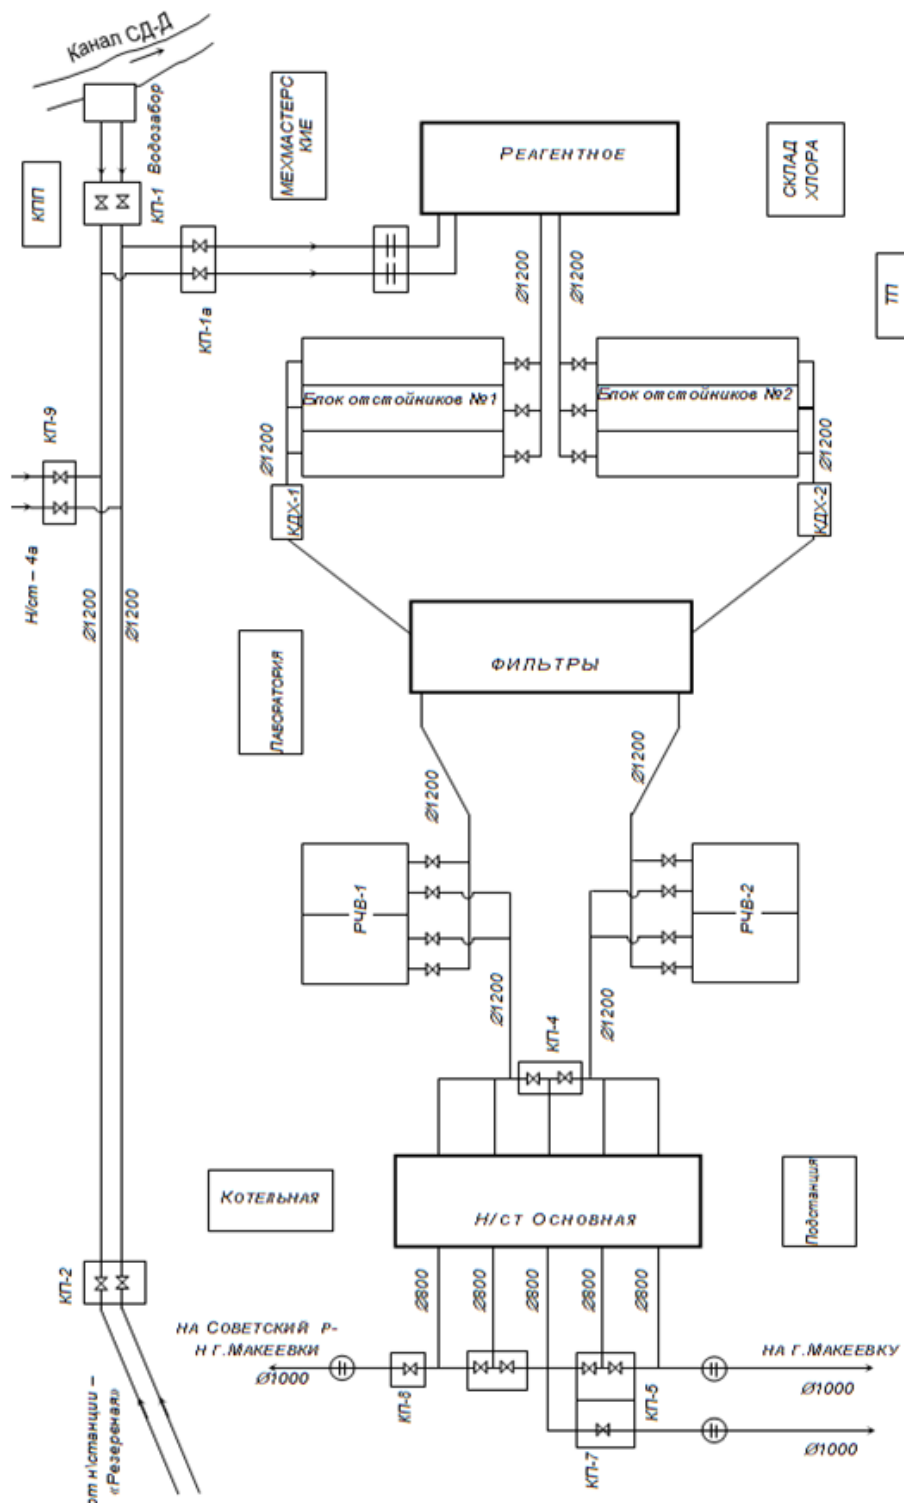 Канал СД-Д
Водозабор
КПП
КП-1
МЕХМАСТЕРС
КИЕ
РЕАГЕНТНОЕ
СКЛАД
ХЛОРА
ТП
КП-1а
Ø1200
Ø1200
Блок отстойников №1
Блок отстойников №2
КП-9
Ø1200
Ø1200
КДХ-1
КДХ-2
Н/ст – 4а
Ø1200
Ø1200
ЛАБОРАТОРИЯ
ФИЛЬТРЫ
Ø1200
Ø1200
РЧВ-1
РЧВ-2
Ø1200
Ø1200
КП-4
КОТЕЛЬНАЯ
Н/СТ ОСНОВНАЯ
Подстанция
КП-2
Ø800
Ø800
Ø800
Ø800
Ø800
НА СОВЕТСКИЙ Р-
Н Г.МАКЕЕВКИ
Ø1000
КП-6
КП-5
НА Г.МАКЕЕВКУ
Ø1000
КП-7
Ø1000
от н\станции –
«Резервная»